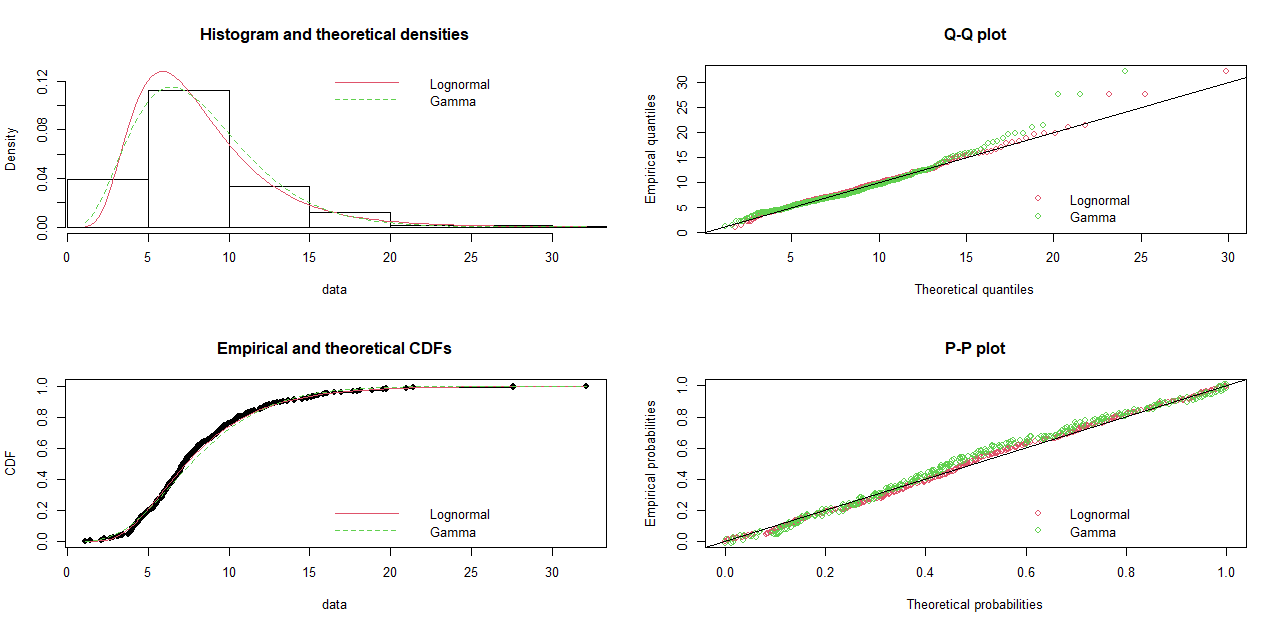 Histogram and theoretical densities
Density
0.00 0.04 0.08 0.12
Lognormal
Gamma
0 5 10 15 20 25 30
data
Q-Q plot
Empirical quantiles
0 5 10 15 20 25 30
Lognormal
Gamma
5 10 15 20 25 30
Theoretical quantiles
Empirical and theoretical CDFs
CDF
0.0 0.2 0.4 0.6 0.8 1.0
Lognormal
Gamma
0 5 10 15 20 25 30
data
P-P plot
Empirical probabilities
0.0 0.2 0.4 0.6 0.8 1.0
Lognormal
Gamma
0.0 0.2 0.4 0.6 0.8 1.0
Theoretical probabilities